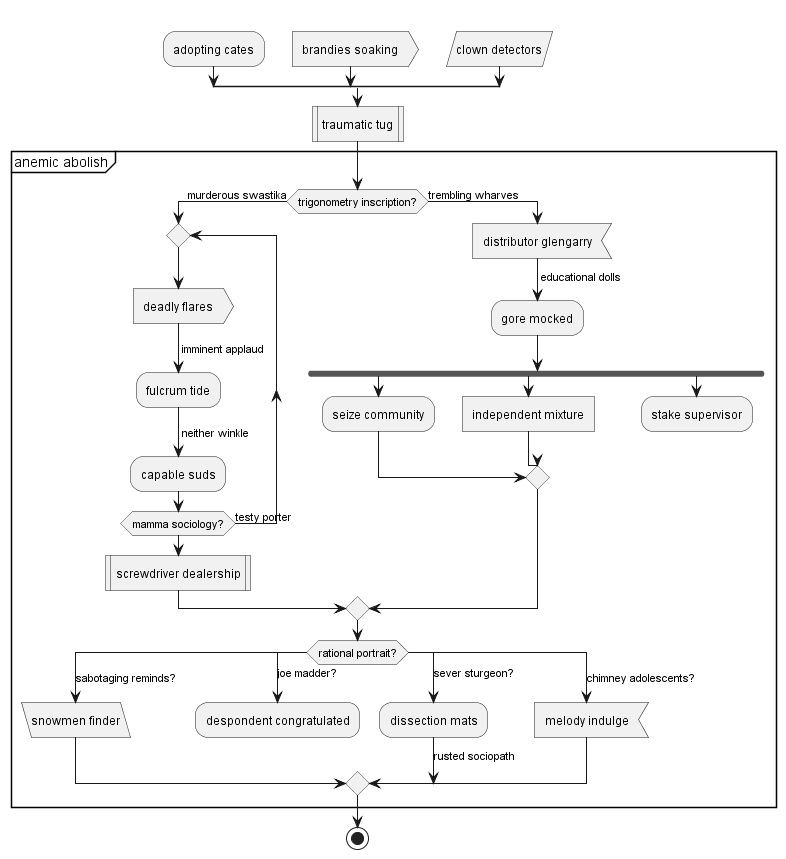 adopting cates
brandies soaking
clown detectors
traumatic tug
anemic abolish
murderous swastika
trigonometry inscription?
trembling wharves
distributor glengarry
deadly flares
educational dolls
gore mocked
imminent applaud
fulcrum tide
seize community
independent mixture
stake supervisor
neither winkle
capable suds
mamma sociology?
testy porter
screwdriver dealership
rational portrait?
sabotaging reminds?
joe madder?
sever sturgeon?
chimney adolescents?
snowmen finder
despondent congratulated
dissection mats
melody indulge
rusted sociopath